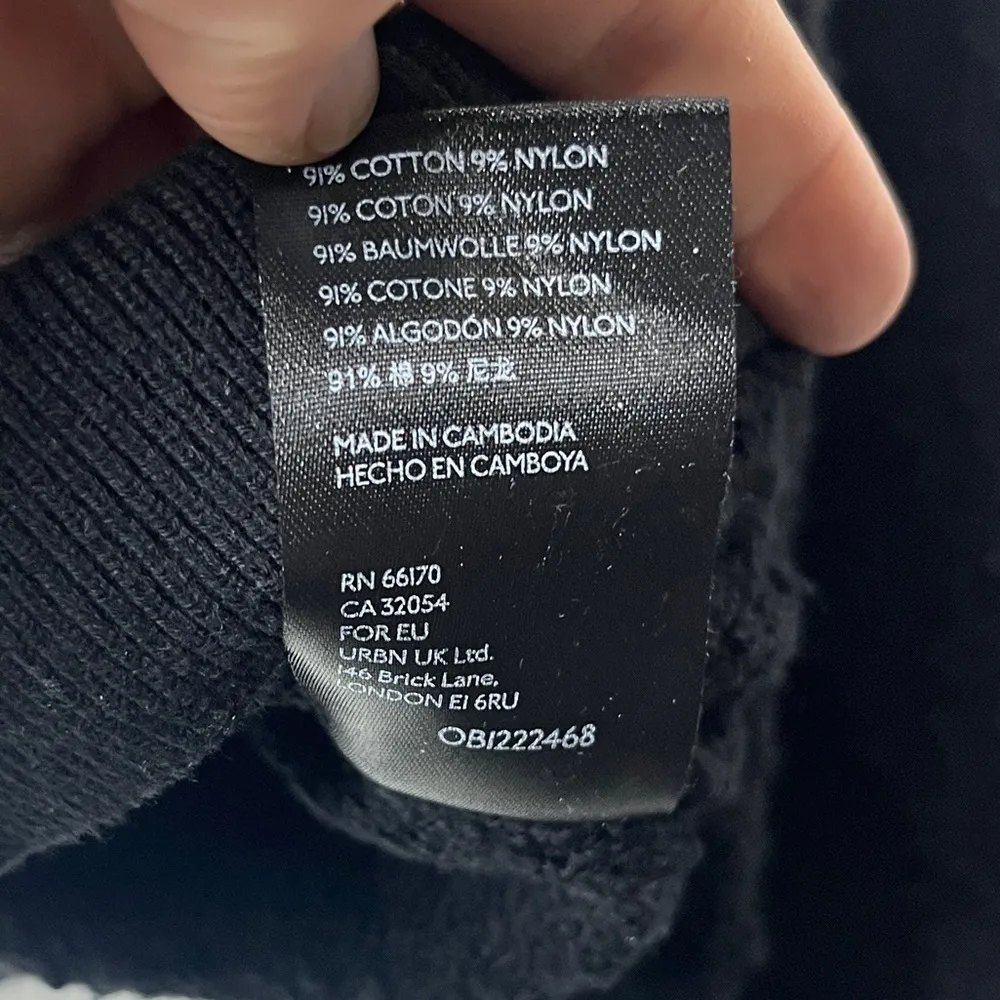 91% COTTON 9% NYLON
91% COTON 9% NYLON
91% BAUMWOLLE 9% NYLON
91% COTONE 9% NYLON
91% ALGODÓN 9% NYLON
91% 棉 9% 尼龙
MADE IN CAMBODIA
HECHO EN CAMBOYA
RN 66170
CA 32054
FOR EU
URBN UK Ltd.
146 Brick Lane,
LONDON E1 6RU
OB1222468